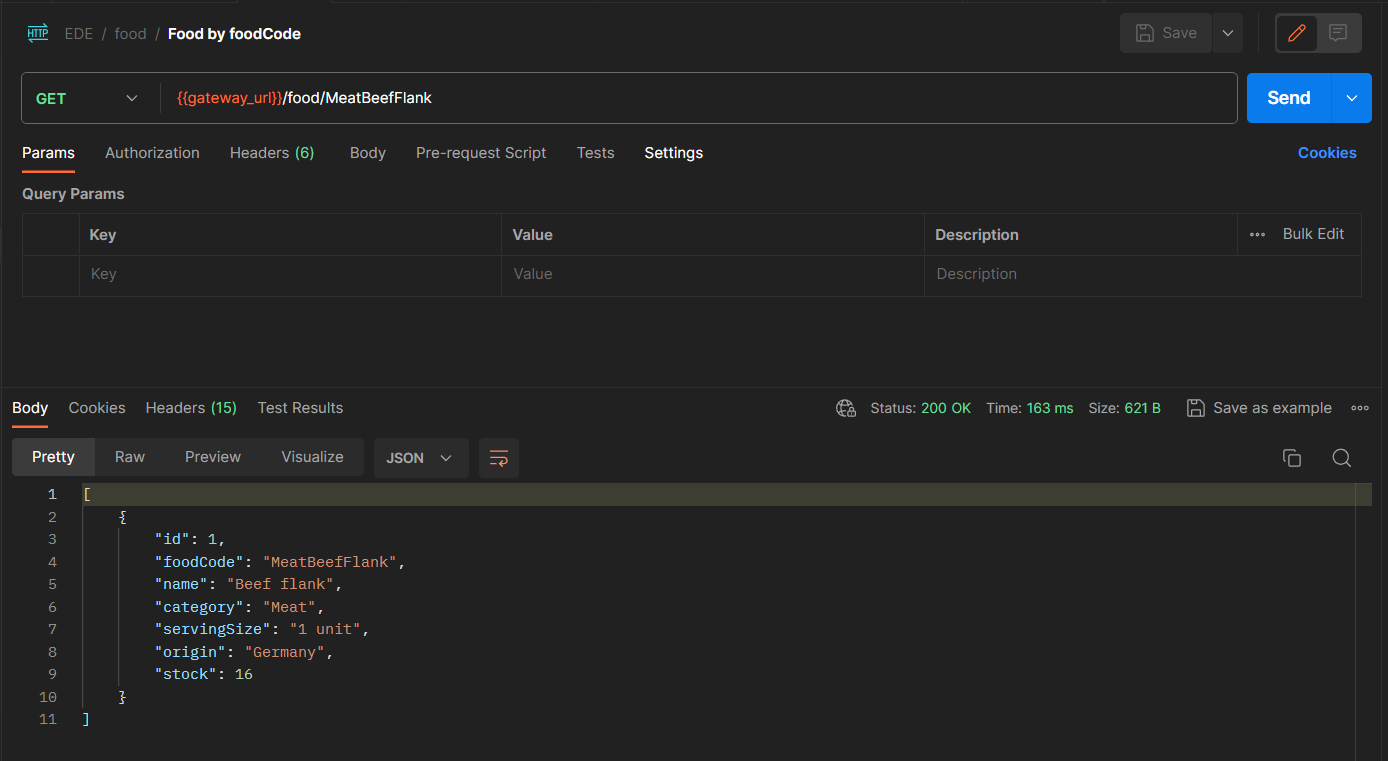 HTTP EDE / food / Food by foodCode Save
GET {{gateway_url}}/food/MeatBeefFlank Send
Params Authorization Headers (6) Body Pre-request Script Tests Settings Cookies
Query Params
Key Value Description ••• Bulk Edit
Key Value Description
Body Cookies Headers (15) Test Results Status: 200 OK Time: 163 ms Size: 621 B Save as example •••
Pretty Raw Preview Visualize JSON
1 [
2 {
3 "id": 1,
4 "foodCode": "MeatBeefFlank",
5 "name": "Beef flank",
6 "category": "Meat",
7 "servingSize": "1 unit",
8 "origin": "Germany",
9 "stock": 16
10 }
11 ]